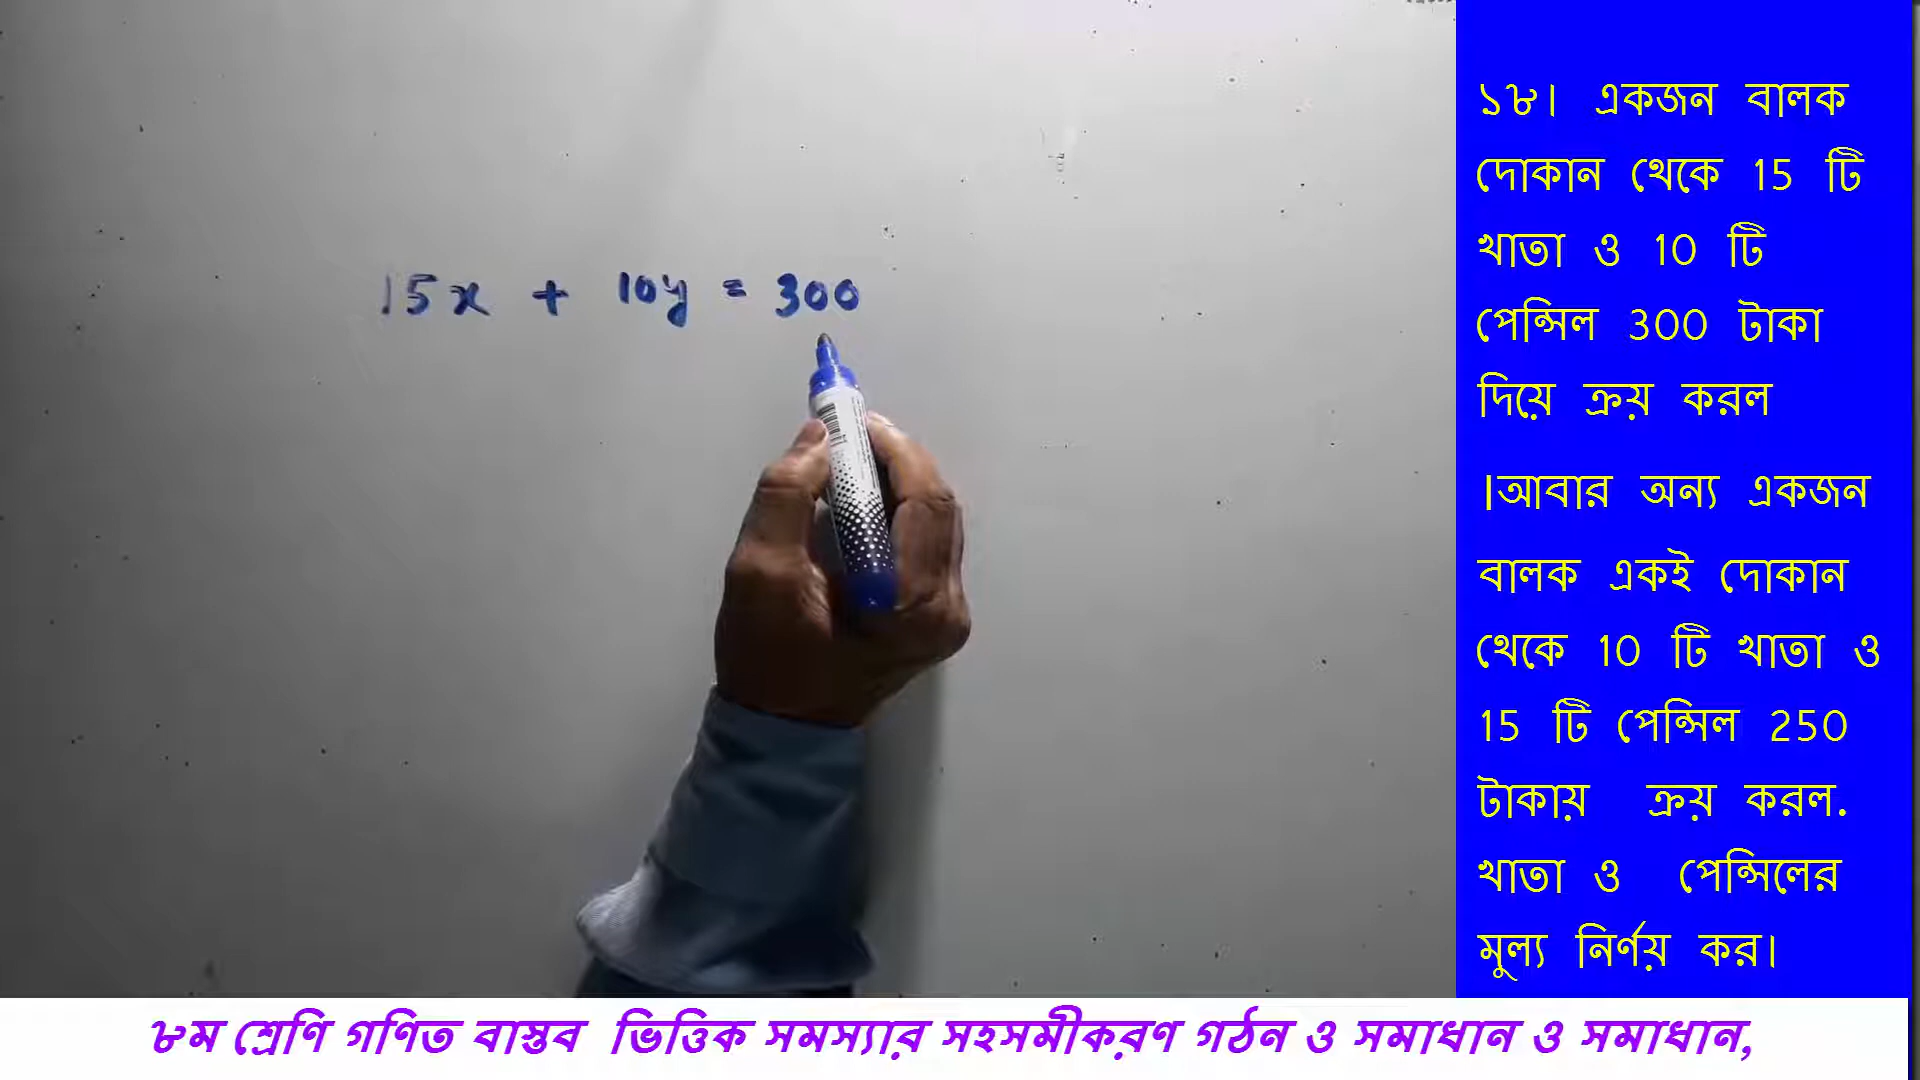 15x + 10y = 300
১৮। একজন বালক
দোকান থেকে 15 টি
খাতা ও 10 টি
পেন্সিল 300 টাকা
দিয়ে ক্রয় করল
।আবার অন্য একজন
বালক একই দোকান
থেকে 10 টি খাতা ও
15 টি পেন্সিল 250
টাকায় ক্রয় করল.
খাতা ও পেন্সিলের
মুল্য নির্ণয় কর।
৮ম শ্রেণি গণিত বাস্তব ভিত্তিক সমস্যার সহসমীকরণ গঠন ও সমাধান ও সমাধান,